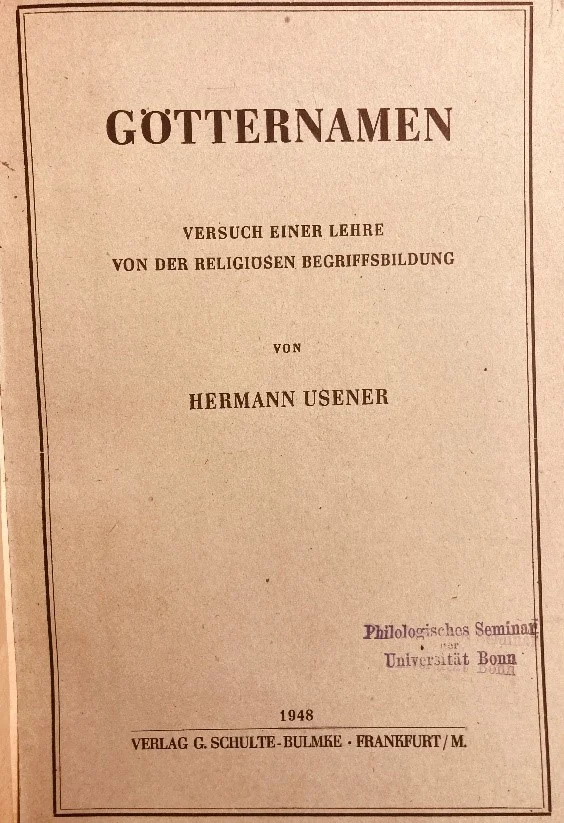 GÖTTERNAMEN
VERSUCH EINER LEHRE
VON DER RELIGIÖSEN BEGRIFFSBILDUNG
VON
HERMANN USENER
Philologisches Seminar
der
Universität Bonn
1948
VERLAG G. SCHULTE-BULMKE · FRANKFURT/M.